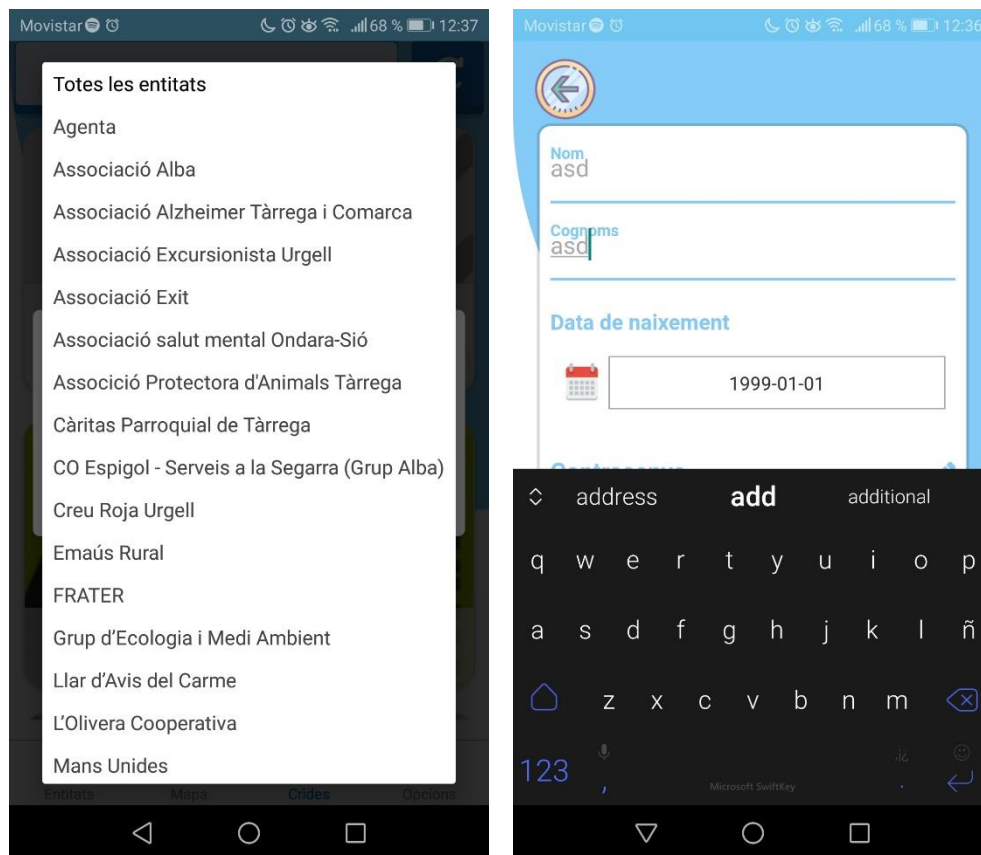 Movistar 68 % 12:37
Totes les entitats
Agenta
Associació Alba
Associació Alzheimer Tàrrega i Comarca
Associació Excursionista Urgell
Associació Exit
Associació salut mental Ondara-Sió
Associció Protectora d'Animals Tàrrega
Càritas Parroquial de Tàrrega
CO Espigol - Serveis a la Segarra (Grup Alba)
Creu Roja Urgell
Emaús Rural
FRATER
Grup d'Ecologia i Medi Ambient
Llar d'Avis del Carme
L'Olivera Cooperativa
Mans Unides
Entitats Mapa Crides Opcions
Movistar 68 % 12:36
Nom
asd
Cognoms
asd
Data de naixement
1999-01-01
address add additional
q w e r t y u i o p
a s d f g h j k l ñ
z x c v b n m
123 , Microsoft SwiftKey .